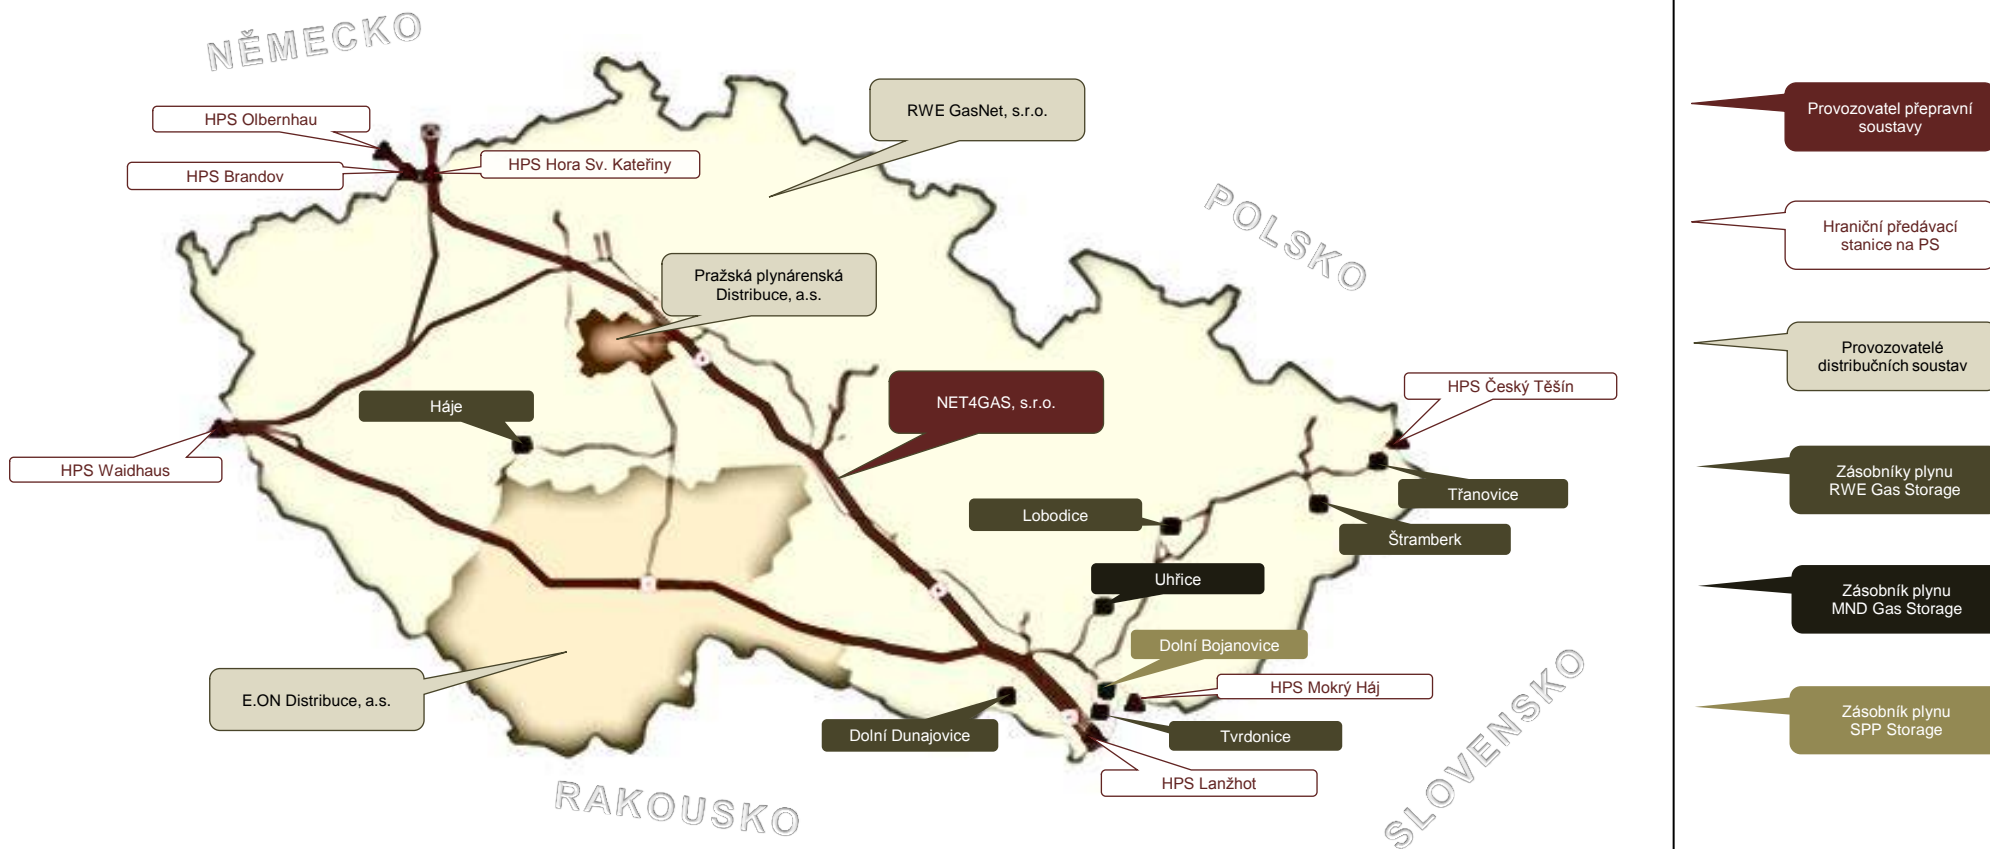 NĚMECKO
HPS Olbernhau
HPS Brandov
HPS Hora Sv. Kateřiny
RWE GasNet, s.r.o.
POLSKO
Pražská plynárenská
Distribuce, a.s.
Háje
NET4GAS, s.r.o.
HPS Český Těšín
HPS Waidhaus
Třanovice
Lobodice
Štramberk
Uhřice
Dolní Bojanovice
E.ON Distribuce, a.s.
HPS Mokrý Háj
Dolní Dunajovice
Tvrdonice
HPS Lanžhot
RAKOUSKO
SLOVENSKO
Provozovatel přepravní
soustavy
Hraniční předávací
stanice na PS
Provozovatelé
distribučních soustav
Zásobníky plynu
RWE Gas Storage
Zásobník plynu
MND Gas Storage
Zásobník plynu
SPP Storage